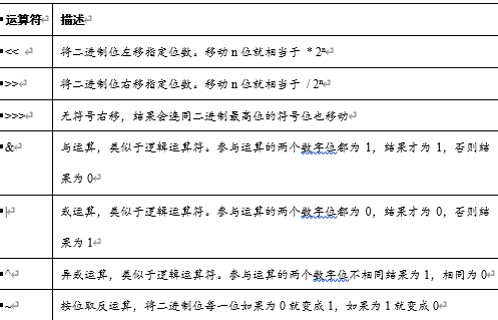 运算符 描述
<< 将二进制位左移指定位数。移动 n 位就相当于 * 2ⁿ
>> 将二进制位右移指定位数。移动 n 位就相当于 / 2ⁿ
>>> 无符号右移，结果会连同二进制最高位的符号位也移动
& 与运算，类似于逻辑运算符。参与运算的两个数字位都为 1，结果才为 1，否则结
果为 0
| 或运算，类似于逻辑运算符。参与运算的两个数字位都为 0，结果才为 0，否则结
果为 1
^ 异或运算，类似于逻辑运算符。参与运算的两个数字位不相同结果为 1，相同为 0
~ 按位取反运算，将二进制位每一位如果为 0 就变成 1，如果为 1 就变成 0